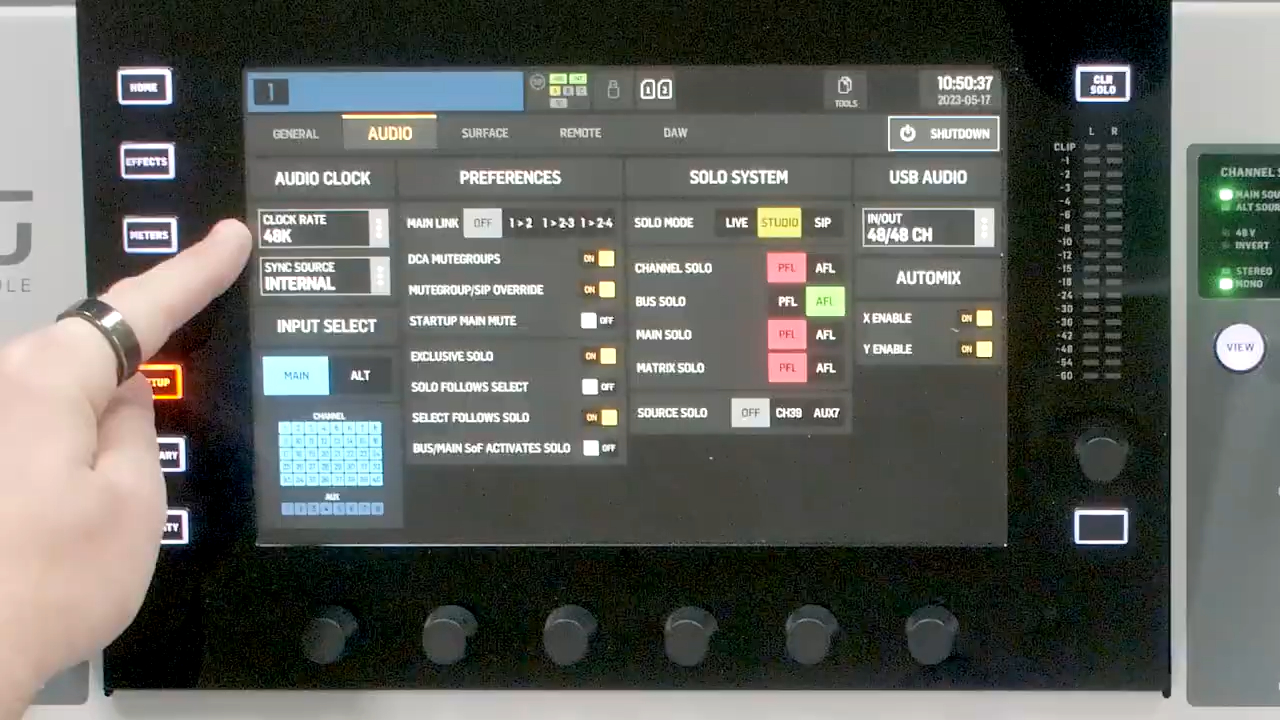 HOME
EFFECTS
METERS
1
1 2
TOOLS
10:50:37
2023-05-17
GENERAL
AUDIO
SURFACE
REMOTE
DAW
SHUTDOWN
AUDIO CLOCK
CLOCK RATE
48K
SYNC SOURCE
INTERNAL
INPUT SELECT
MAIN
ALT
CHANNEL
AUX
PREFERENCES
MAIN LINK OFF 1>2 1>2-3 1>2-4
DCA MUTEGROUPS ON
MUTEGROUP/SIP OVERRIDE ON
STARTUP MAIN MUTE OFF
EXCLUSIVE SOLO ON
SOLO FOLLOWS SELECT OFF
SELECT FOLLOWS SOLO ON
BUS/MAIN SoF ACTIVATES SOLO OFF
SOLO SYSTEM
SOLO MODE LIVE STUDIO SIP
CHANNEL SOLO PFL AFL
BUS SOLO PFL AFL
MAIN SOLO PFL AFL
MATRIX SOLO PFL AFL
SOURCE SOLO OFF CH39 AUX7
USB AUDIO
IN/OUT
48/48 CH
AUTOMIX
X ENABLE ON
Y ENABLE ON
CLR
SOLO
L R
CLIP
-1
-2
-3
-4
-6
-8
-10
-12
-15
-18
-24
-30
-36
-42
-48
-54
-60
CHANNEL
MAIN SOU
ALT SOUR
48 V
INVERT
STEREO
MONO
VIEW